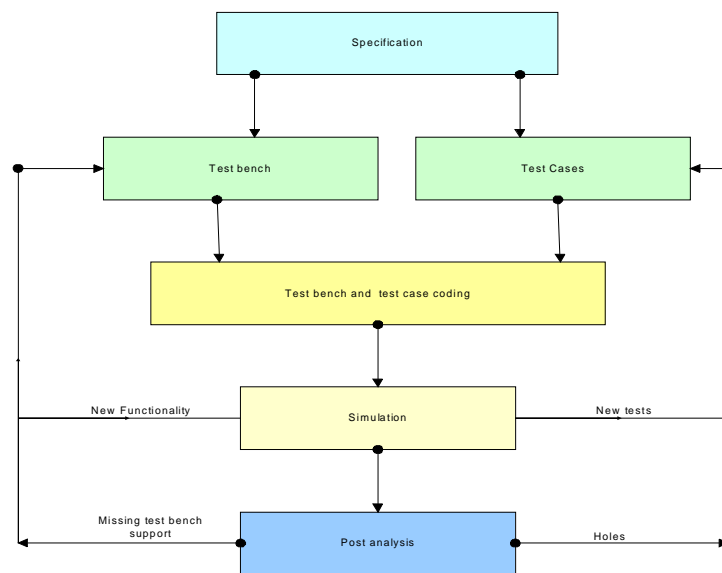 Specification
Test bench
Test Cases
Test bench and test case coding
New Functionality
Simulation
New tests
Missing test bench
support
Post analysis
Holes